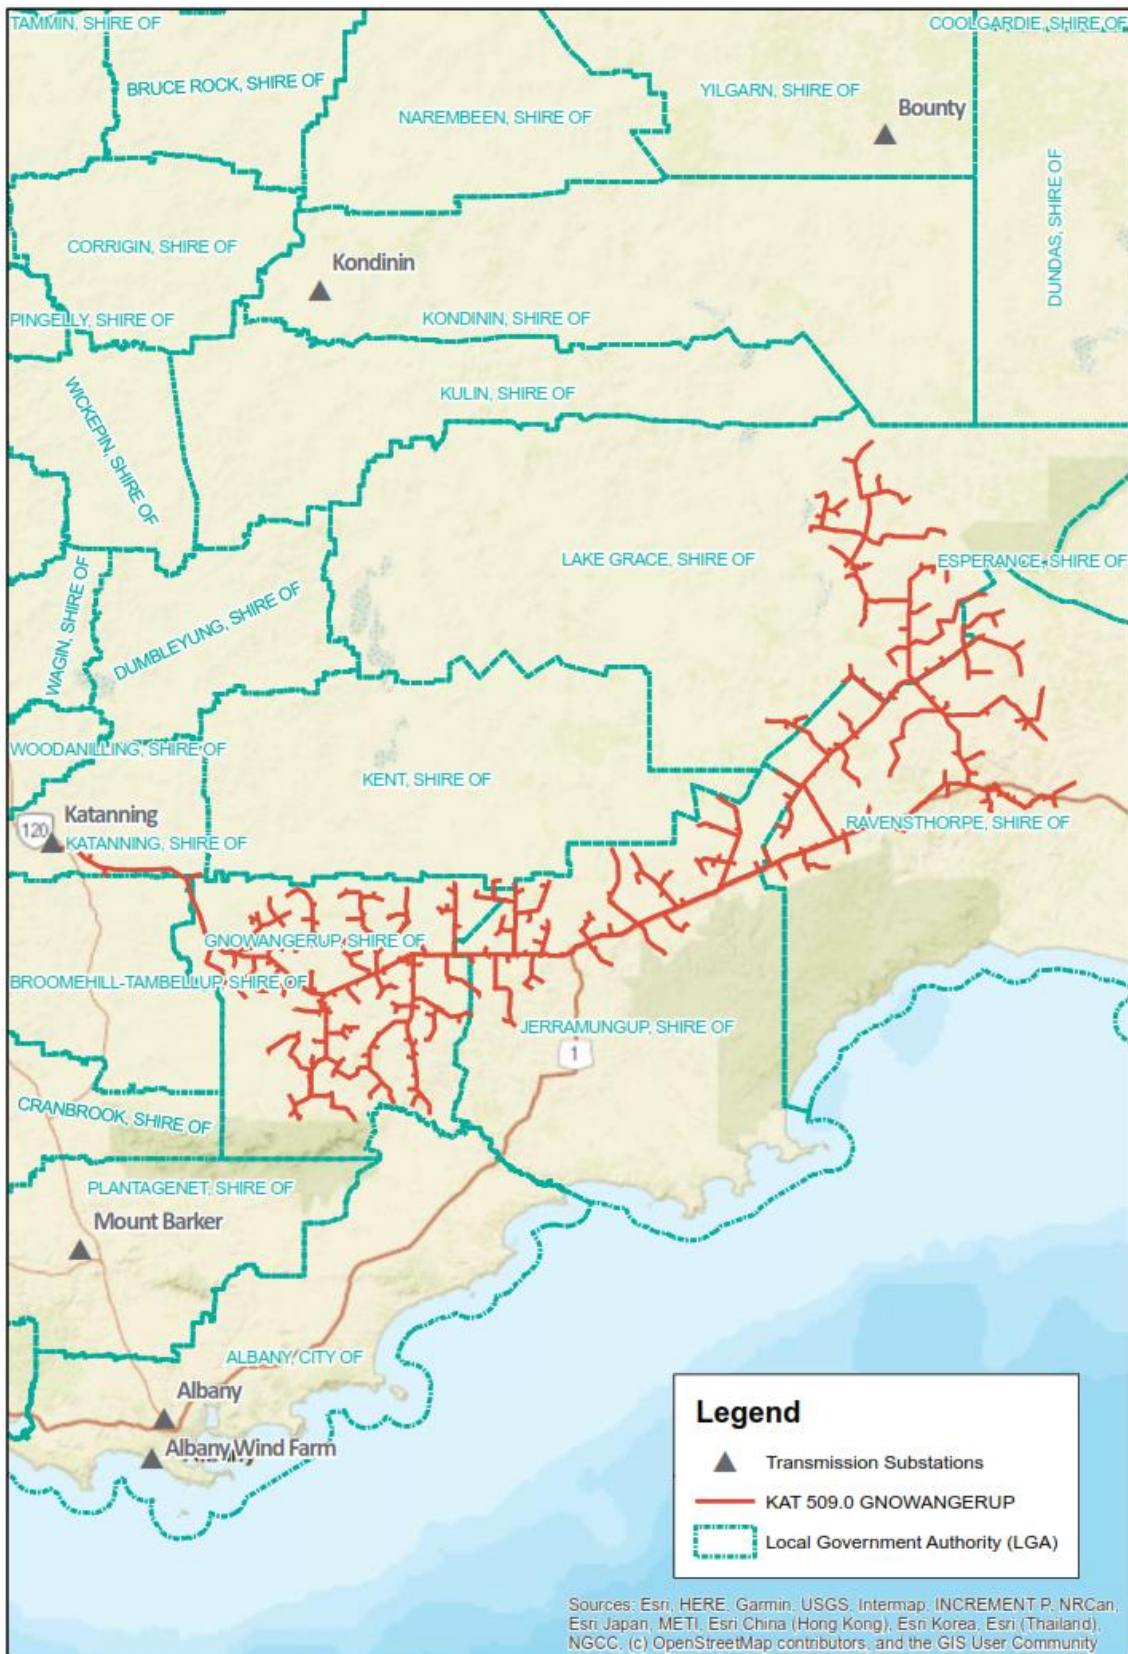 TAMMIN, SHIRE OF
COOLGARDIE, SHIRE OF
BRUCE ROCK, SHIRE OF
YILGARN, SHIRE OF
Bounty
NAREMBEEN, SHIRE OF
DUNDAS, SHIRE OF
CORRIGIN, SHIRE OF
Kondinin
PINGELLY, SHIRE OF
KONDININ, SHIRE OF
KULIN, SHIRE OF
WICKEPIN, SHIRE OF
LAKE GRACE, SHIRE OF
ESPERANCE, SHIRE OF
WAGIN, SHIRE OF
DUMBLEYUNG, SHIRE OF
WOODANILLING, SHIRE OF
KENT, SHIRE OF
Katanning
120
KATANNING, SHIRE OF
RAVENSTHORPE, SHIRE OF
GNOWANGERUP, SHIRE OF
BROOMEHILL-TAMBELLUP, SHIRE OF
JERRAMUNGUP, SHIRE OF
1
CRANBROOK, SHIRE OF
PLANTAGENET, SHIRE OF
Mount Barker
ALBANY, CITY OF
Albany
Albany Wind Farm
Legend
Transmission Substations
KAT 509.0 GNOWANGERUP
Local Government Authority (LGA)
Sources: Esri, HERE, Garmin, USGS, Intermap, INCREMENT P, NRCan,
Esri Japan, METI, Esri China (Hong Kong), Esri Korea, Esri (Thailand),
NGCC, (c) OpenStreetMap contributors, and the GIS User Community